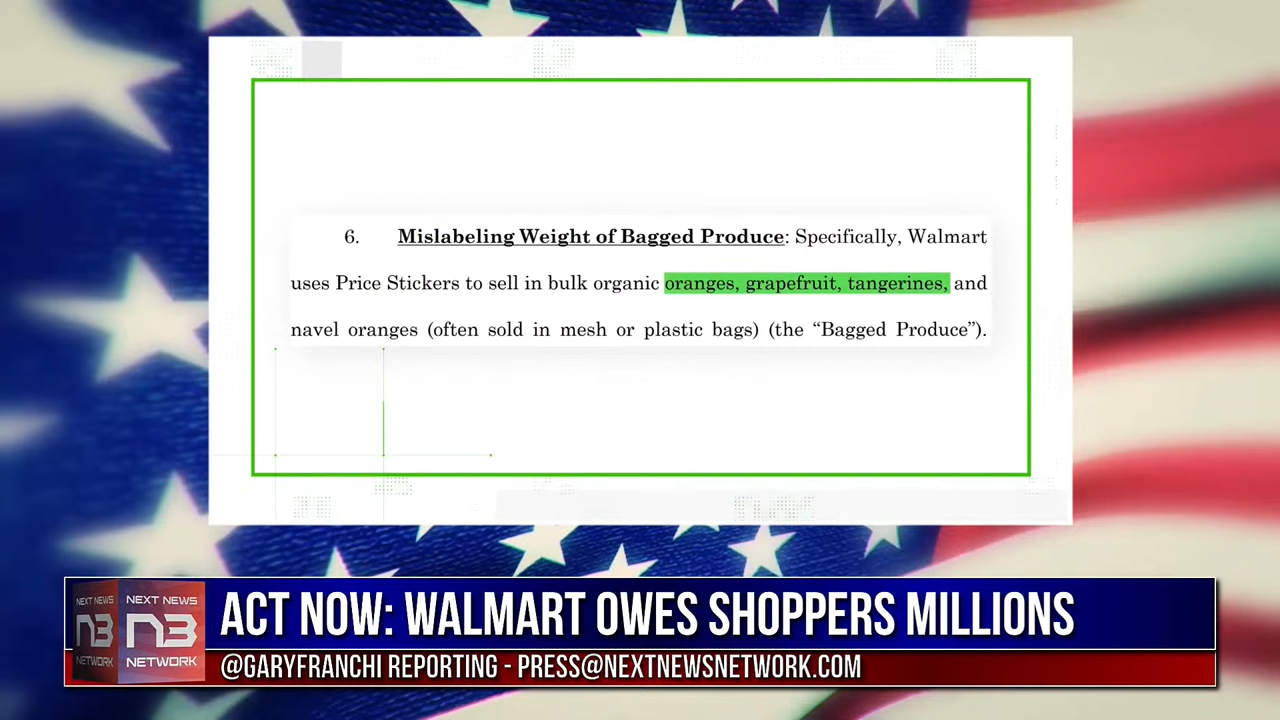 6. Mislabeling Weight of Bagged Produce: Specifically, Walmart
uses Price Stickers to sell in bulk organic oranges, grapefruit, tangerines, and
navel oranges (often sold in mesh or plastic bags) (the “Bagged Produce”).
NEXT NEWS
N3
NETWORK
NEXT NEWS
N3
NETWORK
ACT NOW: WALMART OWES SHOPPERS MILLIONS
@GARYFRANCHI REPORTING - PRESS@NEXTNEWSNETWORK.COM